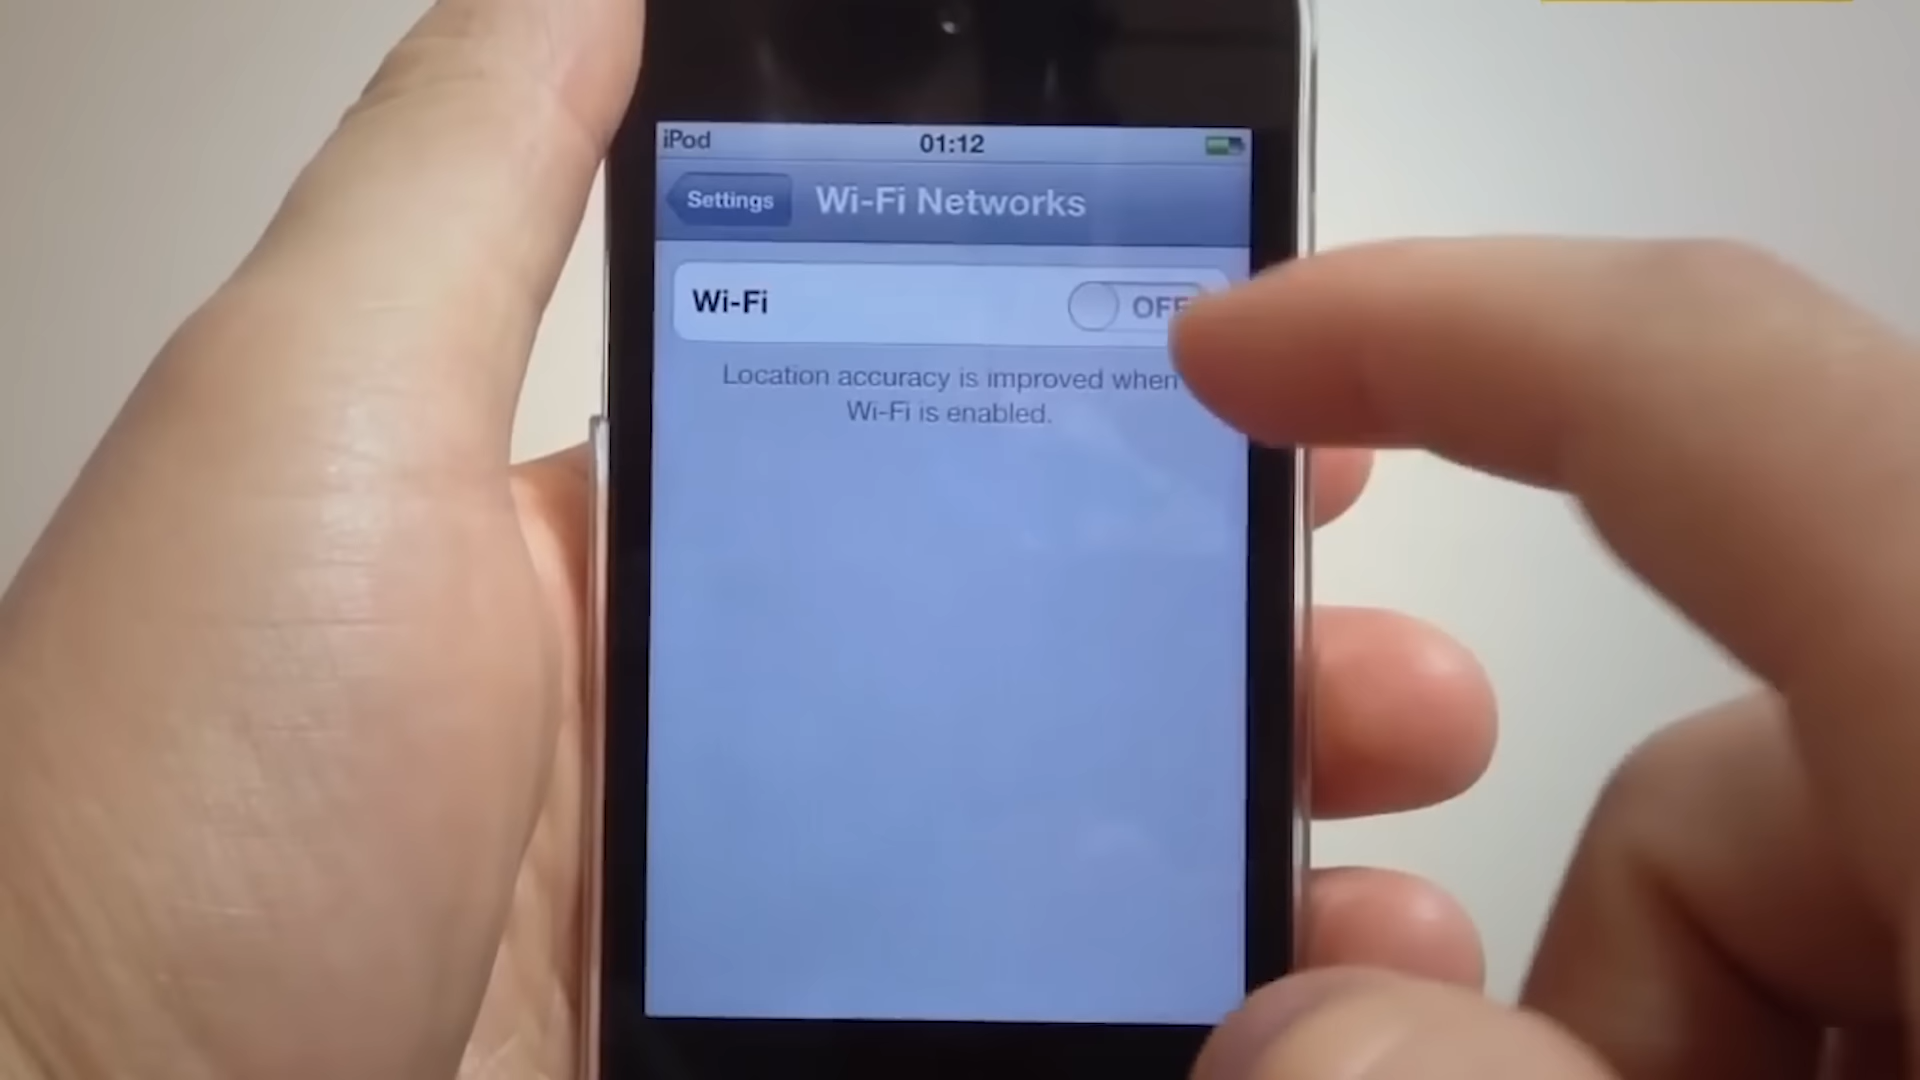 iPod 01:12
Settings Wi-Fi Networks
Wi-Fi OFF
Location accuracy is improved when
Wi-Fi is enabled.